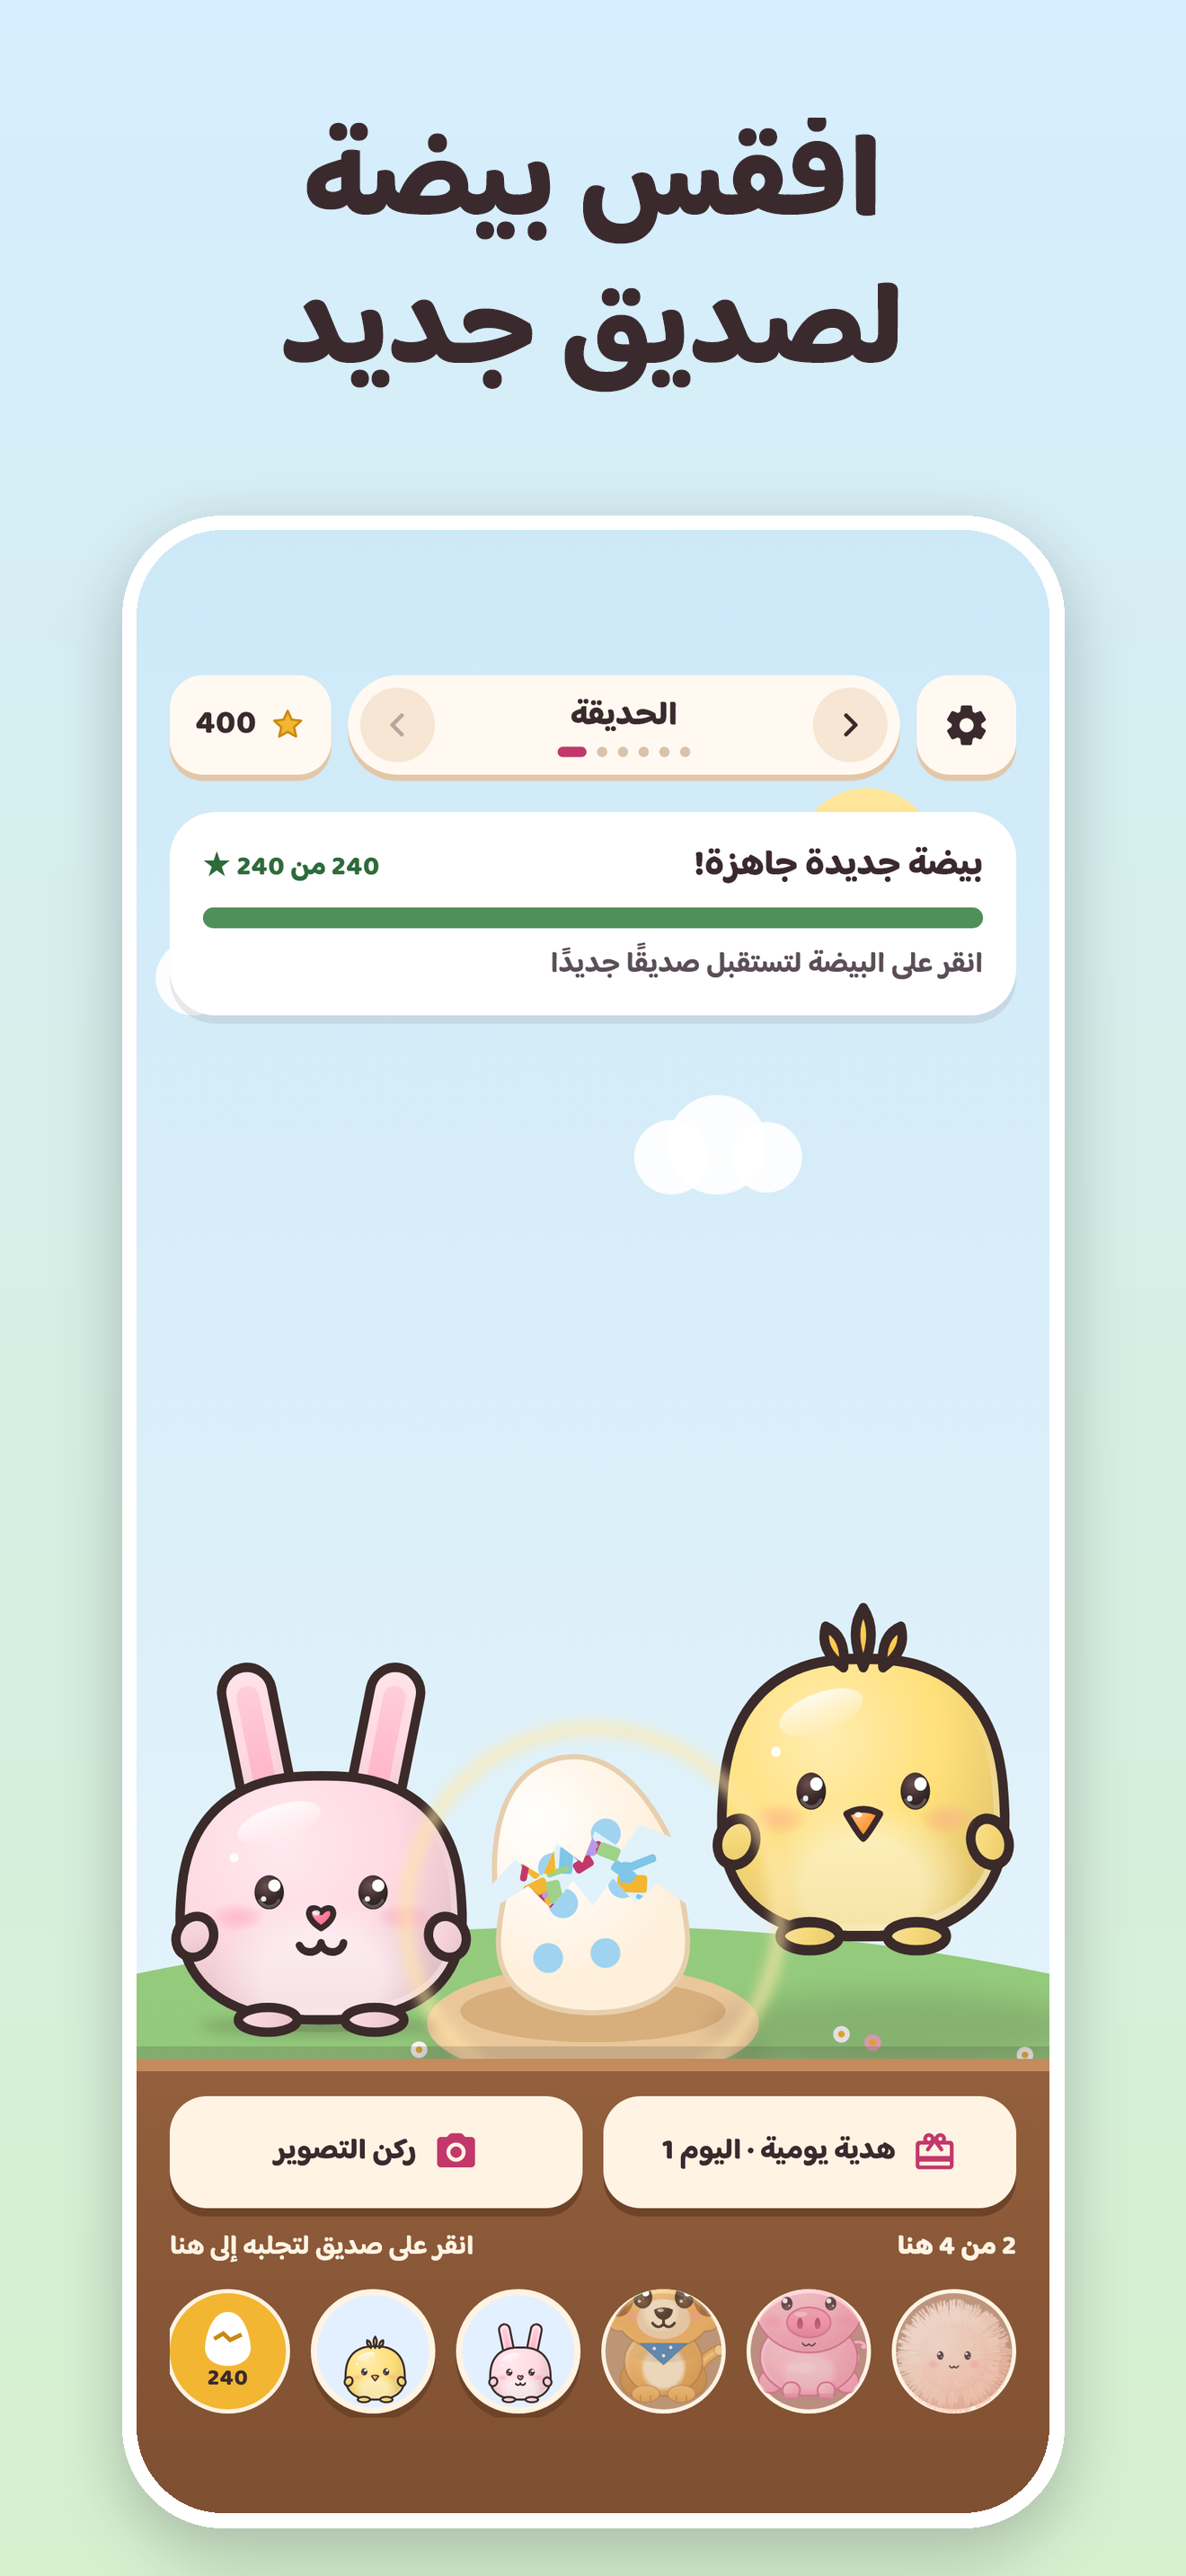 افقس بيضة
لصديق جديد
الحديقة
400
بيضة جديدة جاهزة!
240 من 240 ★
انقر على البيضة لتستقبل صديقًا جديدًا
هدية يومية · اليوم 1
ركن التصوير
2 من 4 هنا
انقر على صديق لتجلبه إلى هنا
240